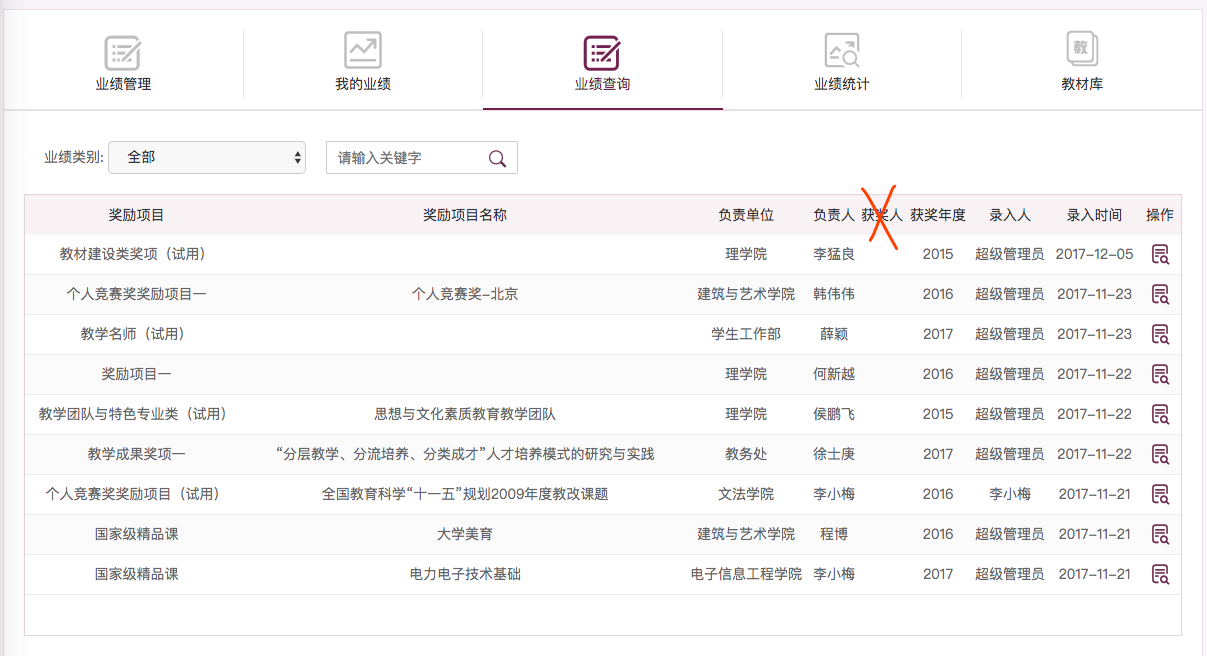 业绩管理 我的业绩 业绩查询 业绩统计 教 教材库
业绩类别: 全部 请输入关键字
奖励项目 奖励项目名称 负责单位 负责人 获奖人 获奖年度 录入人 录入时间 操作
教材建设类奖项（试用） 理学院 李猛良 2015 超级管理员 2017-12-05
个人竞赛奖奖励项目一 个人竞赛奖-北京 建筑与艺术学院 韩伟伟 2016 超级管理员 2017-11-23
教学名师（试用） 学生工作部 薛颖 2017 超级管理员 2017-11-23
奖励项目一 理学院 何新越 2016 超级管理员 2017-11-22
教学团队与特色专业类（试用） 思想与文化素质教育教学团队 理学院 侯鹏飞 2015 超级管理员 2017-11-22
教学成果奖项一 “分层教学、分流培养、分类成才”人才培养模式的研究与实践 教务处 徐士庚 2017 超级管理员 2017-11-22
个人竞赛奖奖励项目（试用） 全国教育科学“十一五”规划2009年度教改课题 文法学院 李小梅 2016 李小梅 2017-11-21
国家级精品课 大学美育 建筑与艺术学院 程博 2016 超级管理员 2017-11-21
国家级精品课 电力电子技术基础 电子信息工程学院 李小梅 2017 超级管理员 2017-11-21